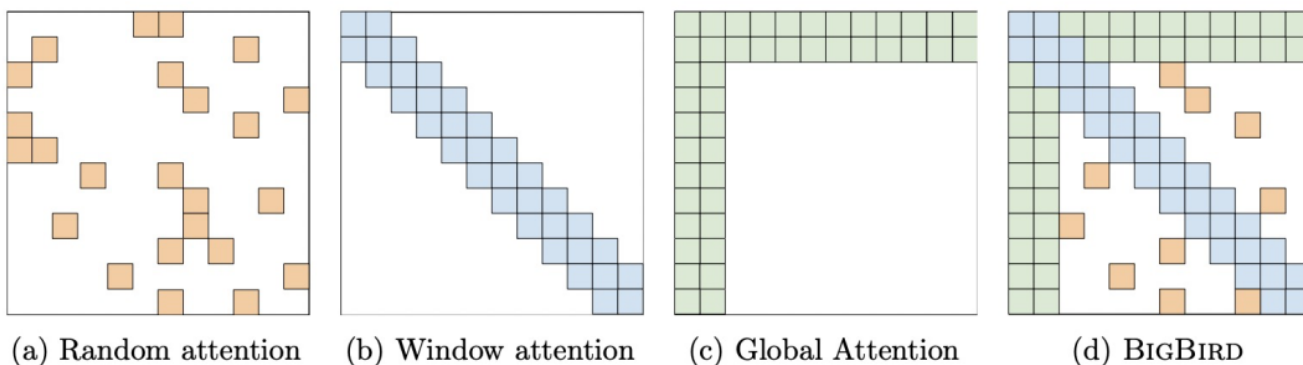 (a) Random attention
(b) Window attention
(c) Global Attention
(d) BIGBIRD